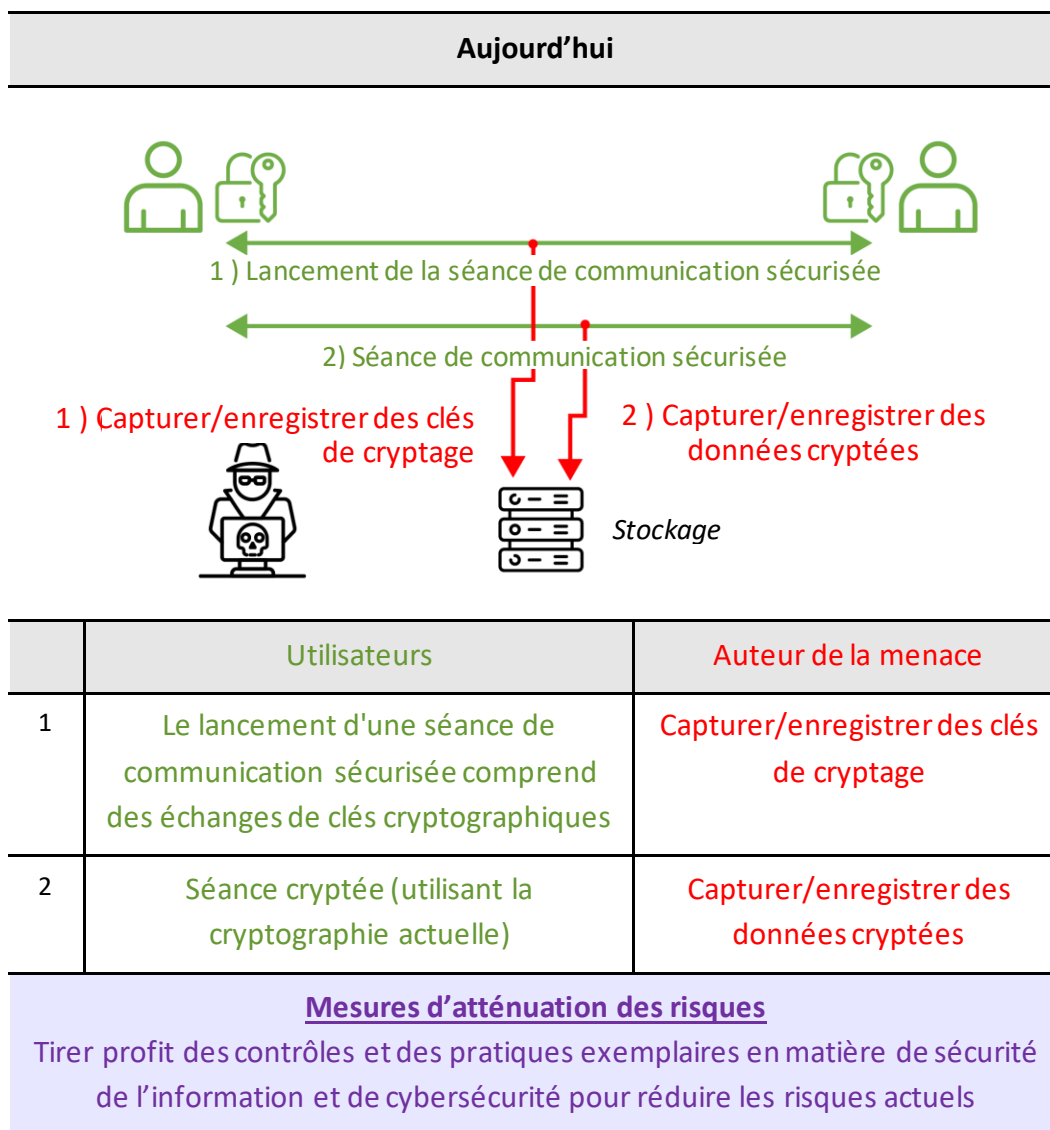 Aujourd’hui
1 ) Lancement de la séance de communication sécurisée
2) Séance de communication sécurisée
1 ) Capturer/enregistrer des clés
de cryptage
2 ) Capturer/enregistrer des
données cryptées
Stockage
Utilisateurs
Auteur de la menace
1
Le lancement d'une séance de
communication sécurisée comprend
des échanges de clés cryptographiques
Capturer/enregistrer des clés
de cryptage
2
Séance cryptée (utilisant la
cryptographie actuelle)
Capturer/enregistrer des
données cryptées
Mesures d’atténuation des risques
Tirer profit des contrôles et des pratiques exemplaires en matière de sécurité
de l’information et de cybersécurité pour réduire les risques actuels